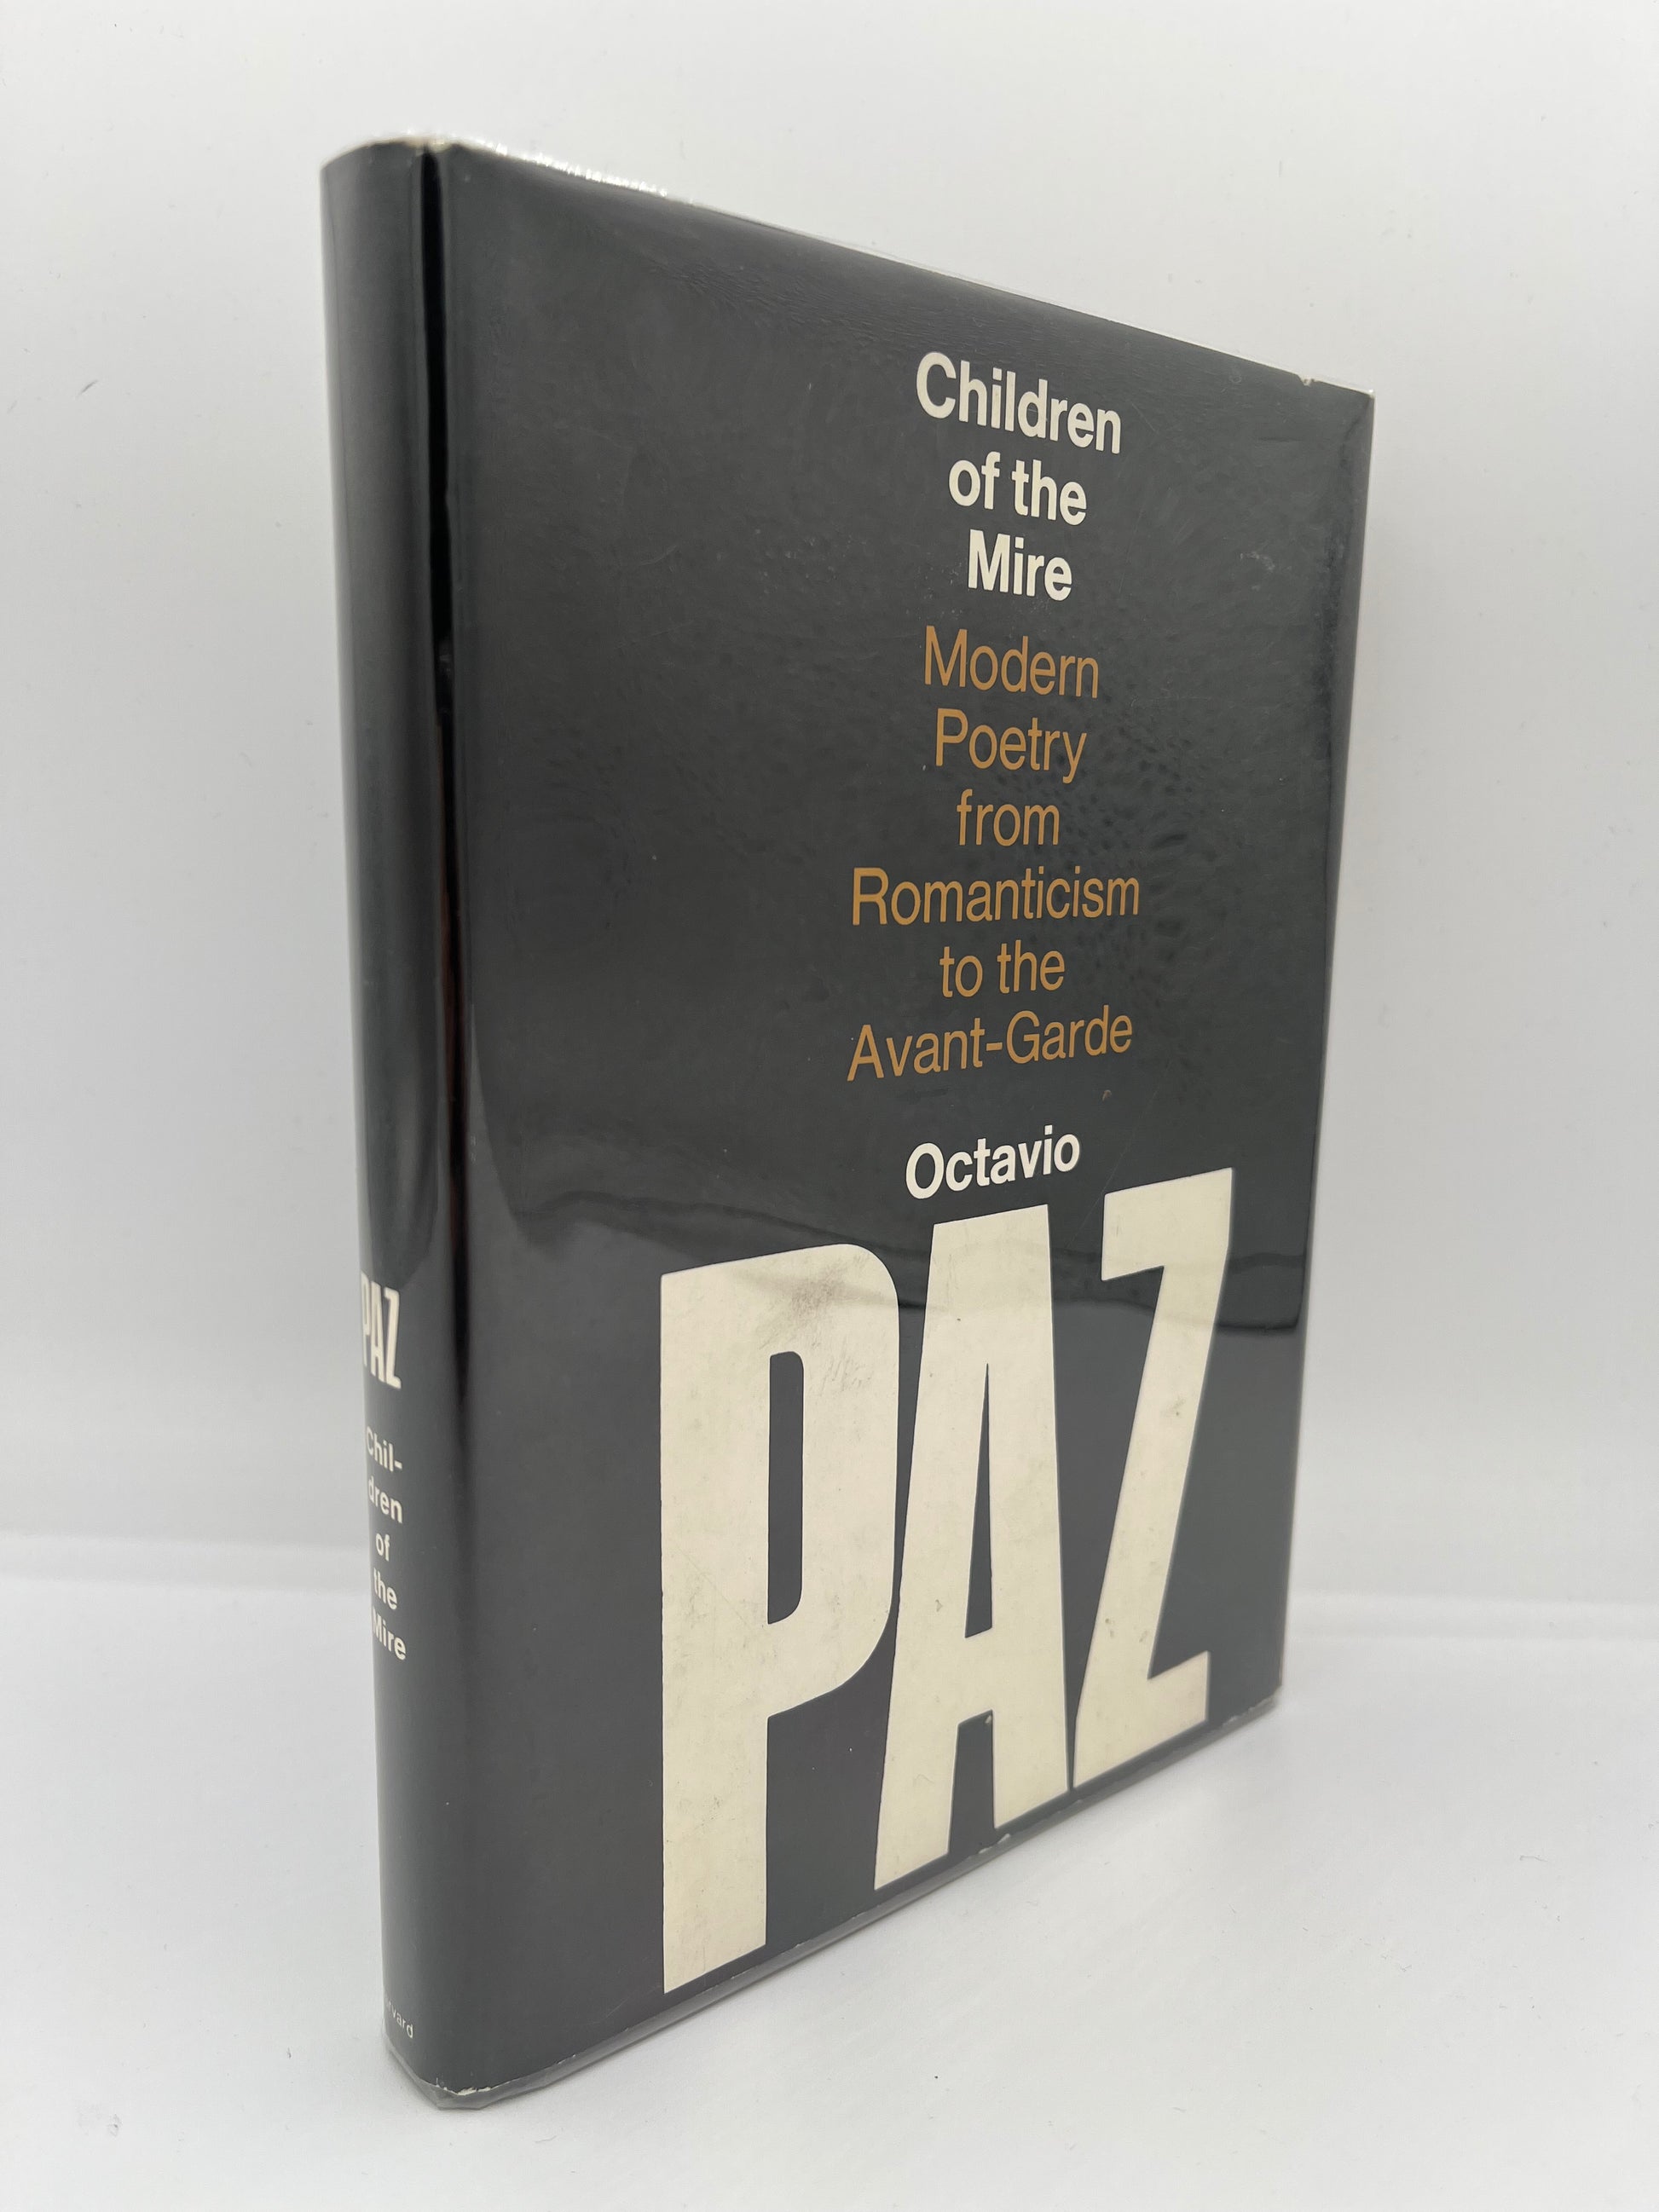 Children
of the
Mire
Modern
Poetry
from
Romanticism
to the
Avant-Garde
Octavio
PAZ
PAZ
Chil-
dren
of
the
Mire